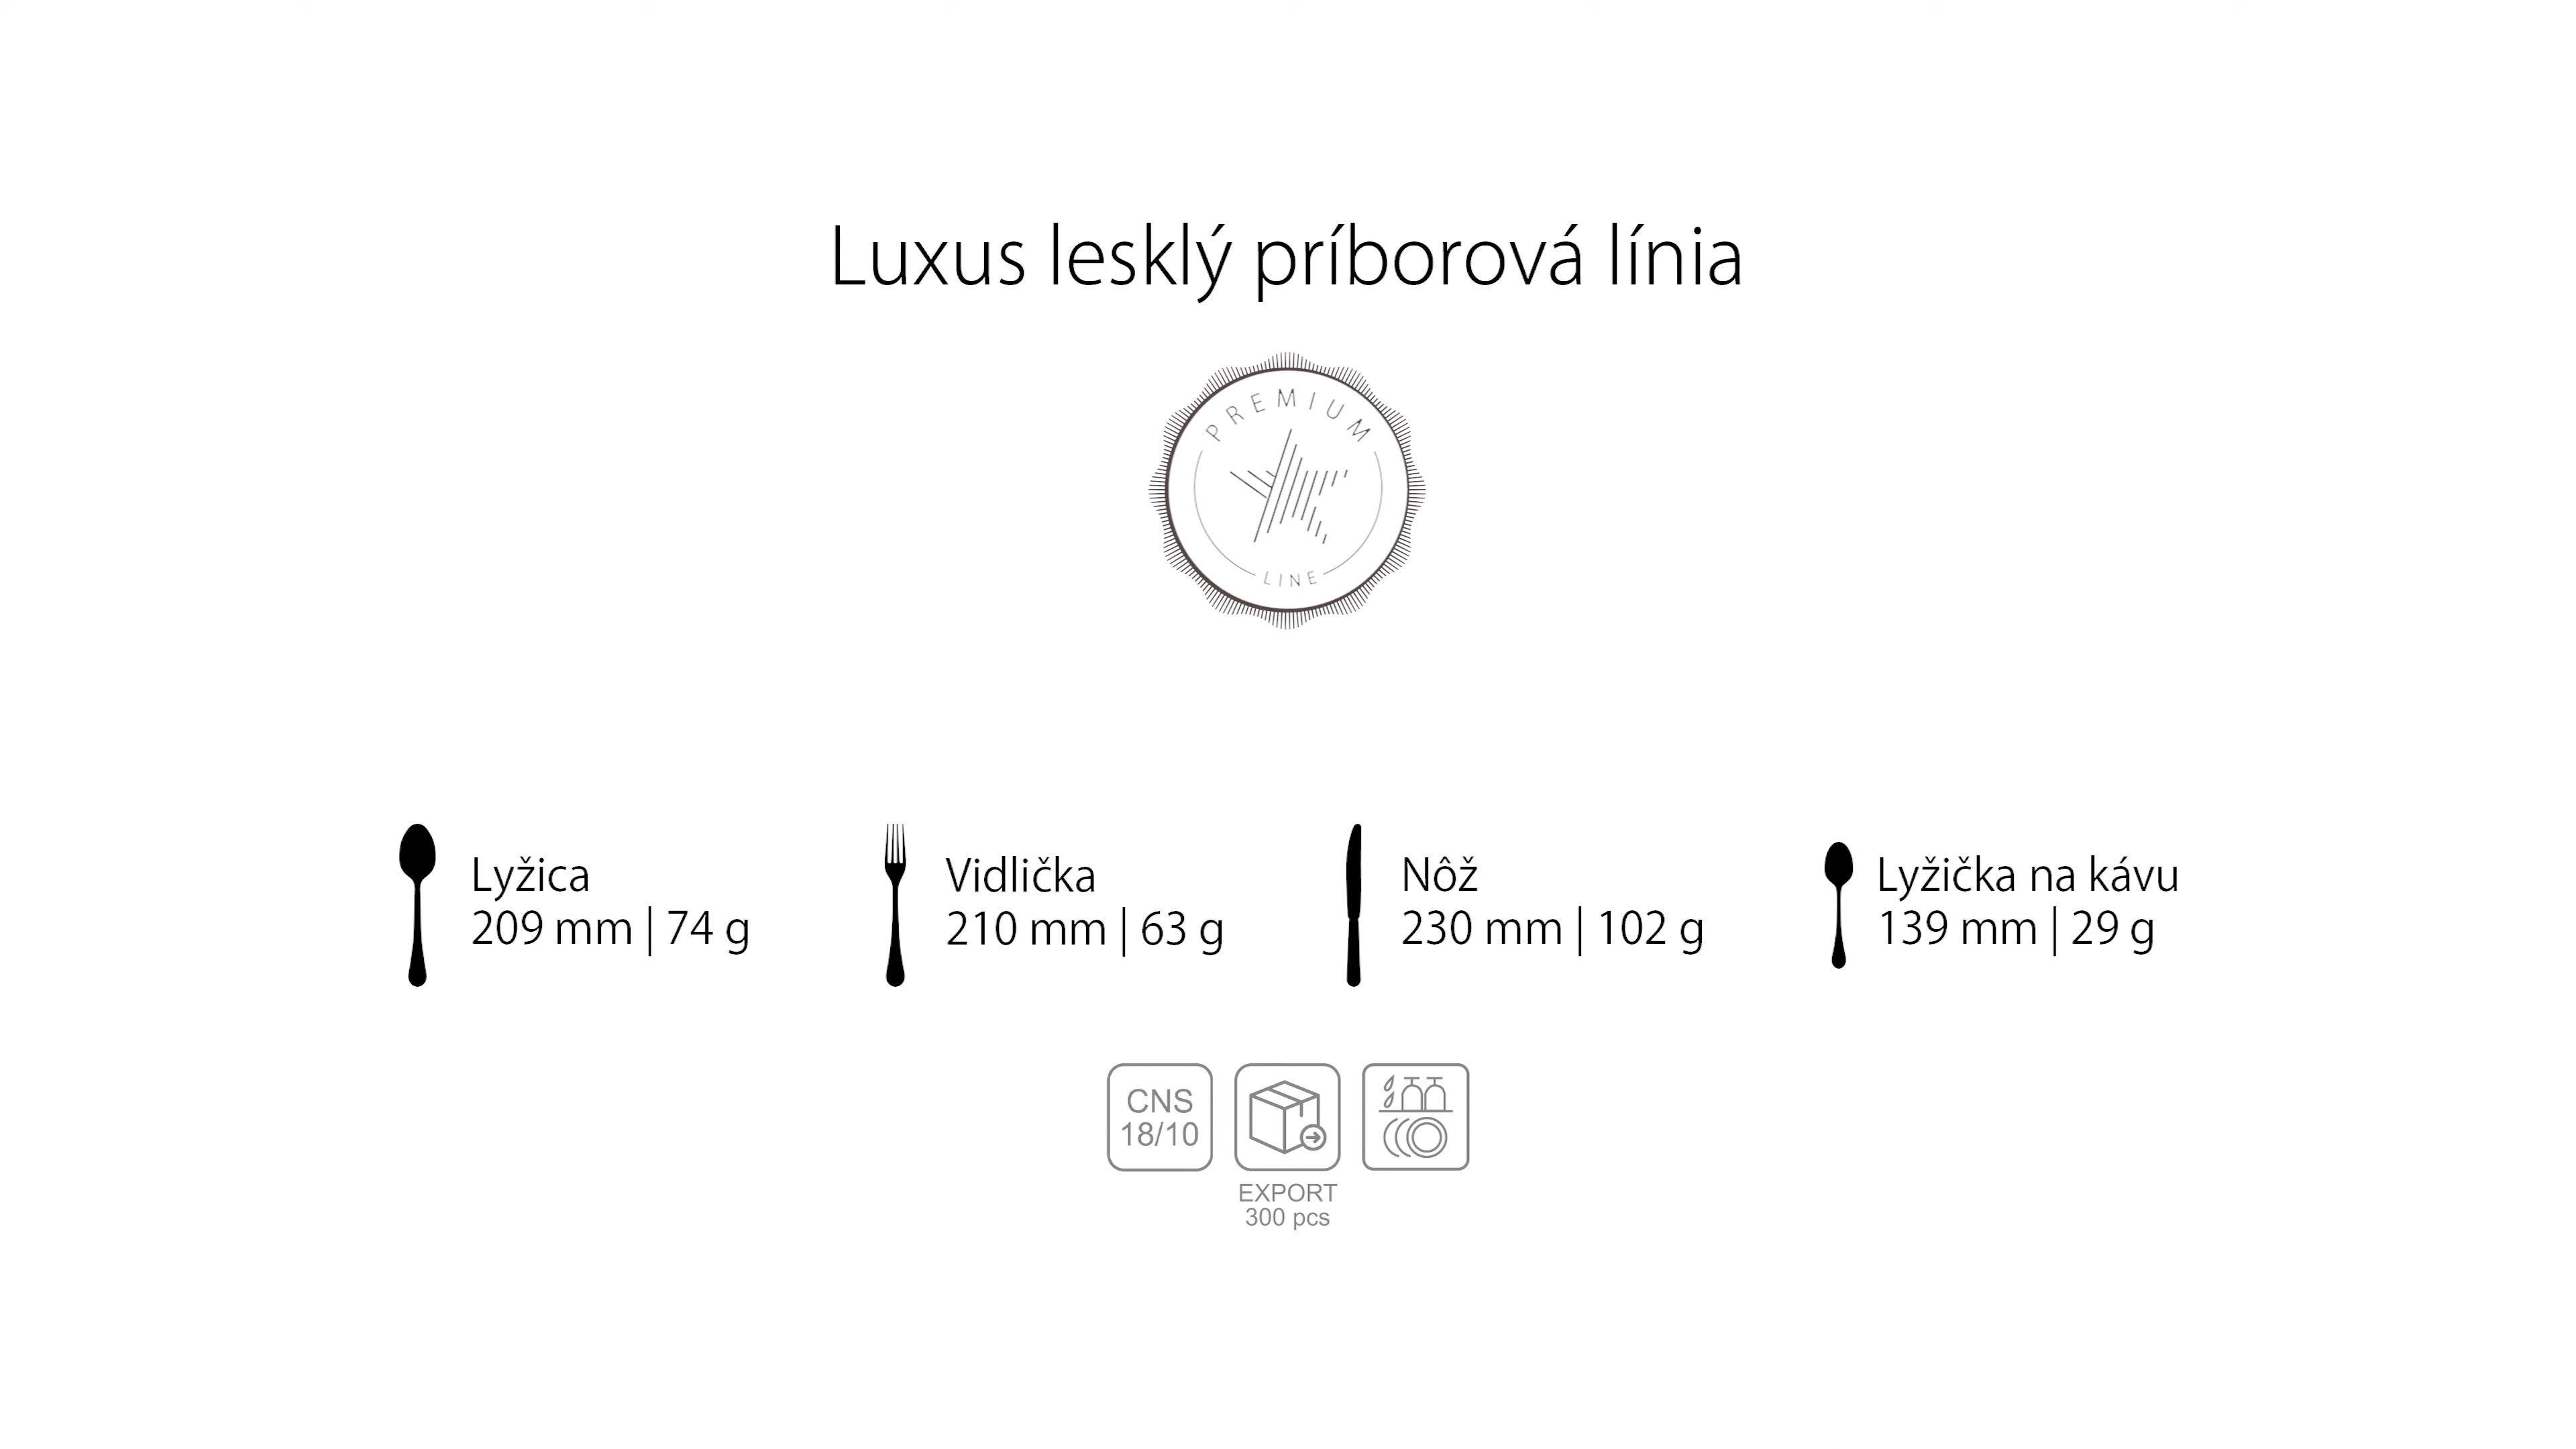 Luxus lesklý príborová línia
PREMIUM
LINE
Lyžica
209 mm | 74 g
Vidlička
210 mm | 63 g
Nôž
230 mm | 102 g
Lyžička na kávu
139 mm | 29 g
CNS
18/10
EXPORT
300 pcs